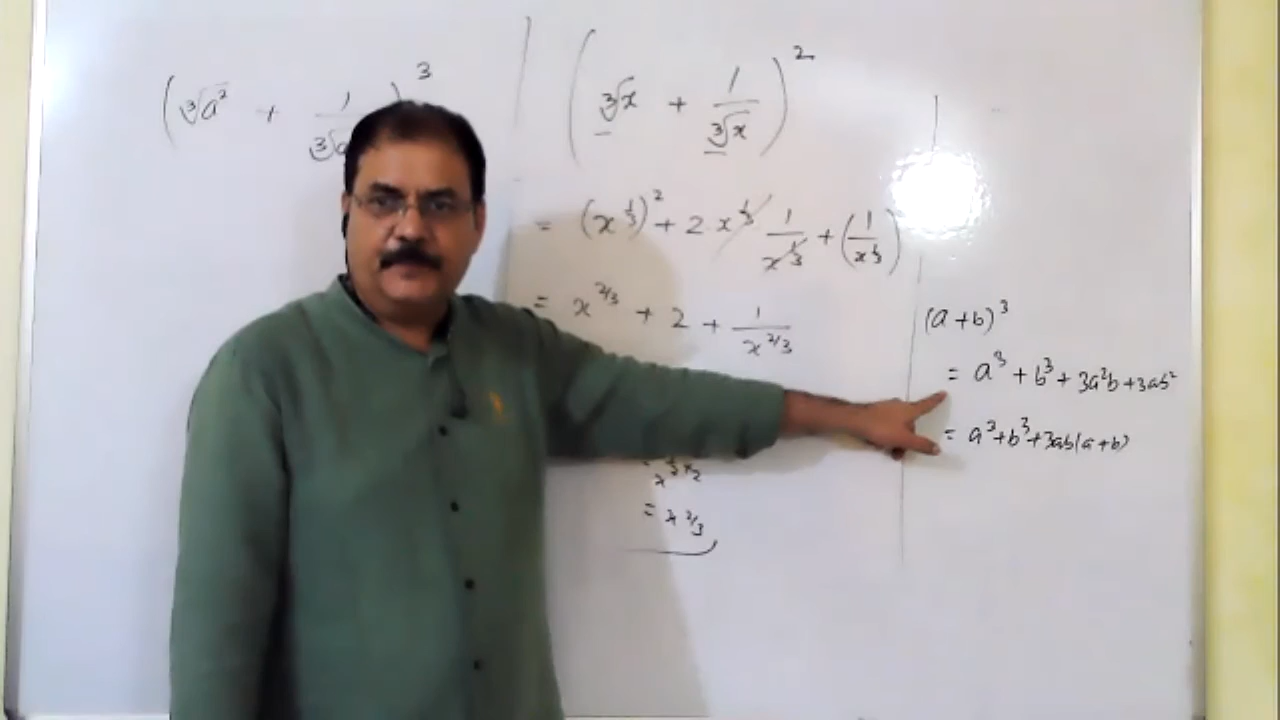 (∛a² + 1/∛a)³
(∛x + 1/∛x)²
= (x^1/3)² + 2 x^1/3 1/x^1/3 + (1/x^1/3)
= x^2/3 + 2 + 1/x^2/3
= x^2/3
(a+b)³
= a³ + b³ + 3a²b + 3ab²
= a³+b³+3ab(a+b)